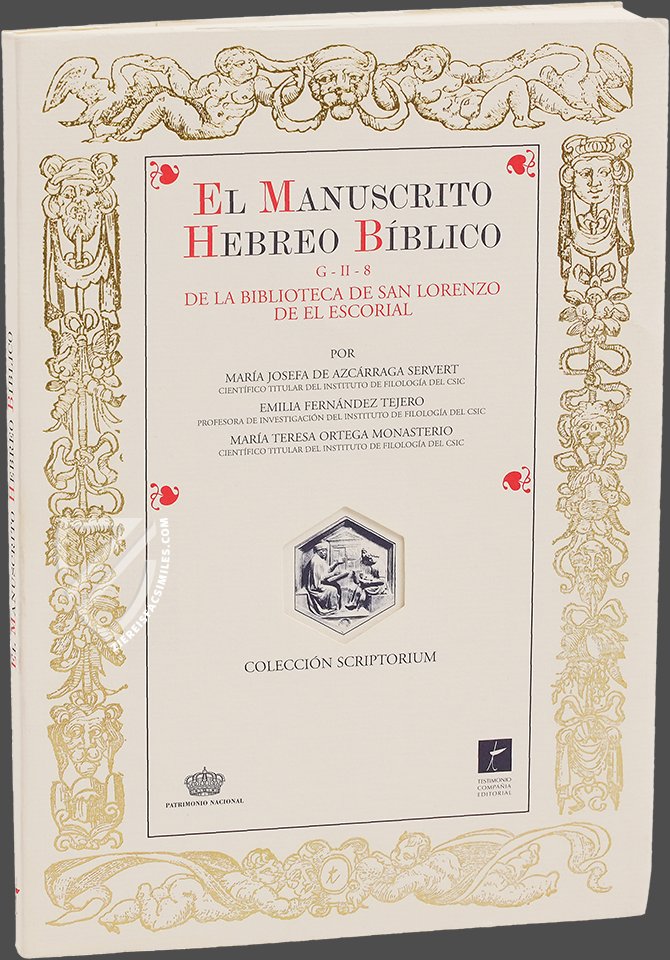 El Manuscrito
Hebreo Bíblico
G - II - 8
DE LA BIBLIOTECA DE SAN LORENZO
DE EL ESCORIAL
POR
MARÍA JOSEFA DE AZCÁRRAGA SERVERT
CIENTÍFICO TITULAR DEL INSTITUTO DE FILOLOGÍA DEL CSIC
EMILIA FERNÁNDEZ TEJERO
PROFESORA DE INVESTIGACIÓN DEL INSTITUTO DE FILOLOGÍA DEL CSIC
MARÍA TERESA ORTEGA MONASTERIO
CIENTÍFICO TITULAR DEL INSTITUTO DE FILOLOGÍA DEL CSIC
COLECCIÓN SCRIPTORIUM
PATRIMONIO NACIONAL
TESTIMONIO
COMPAÑÍA
EDITORIAL
t
El Manuscrito Hebreo Bíblico
ZIEREISFACSIMILES.COM